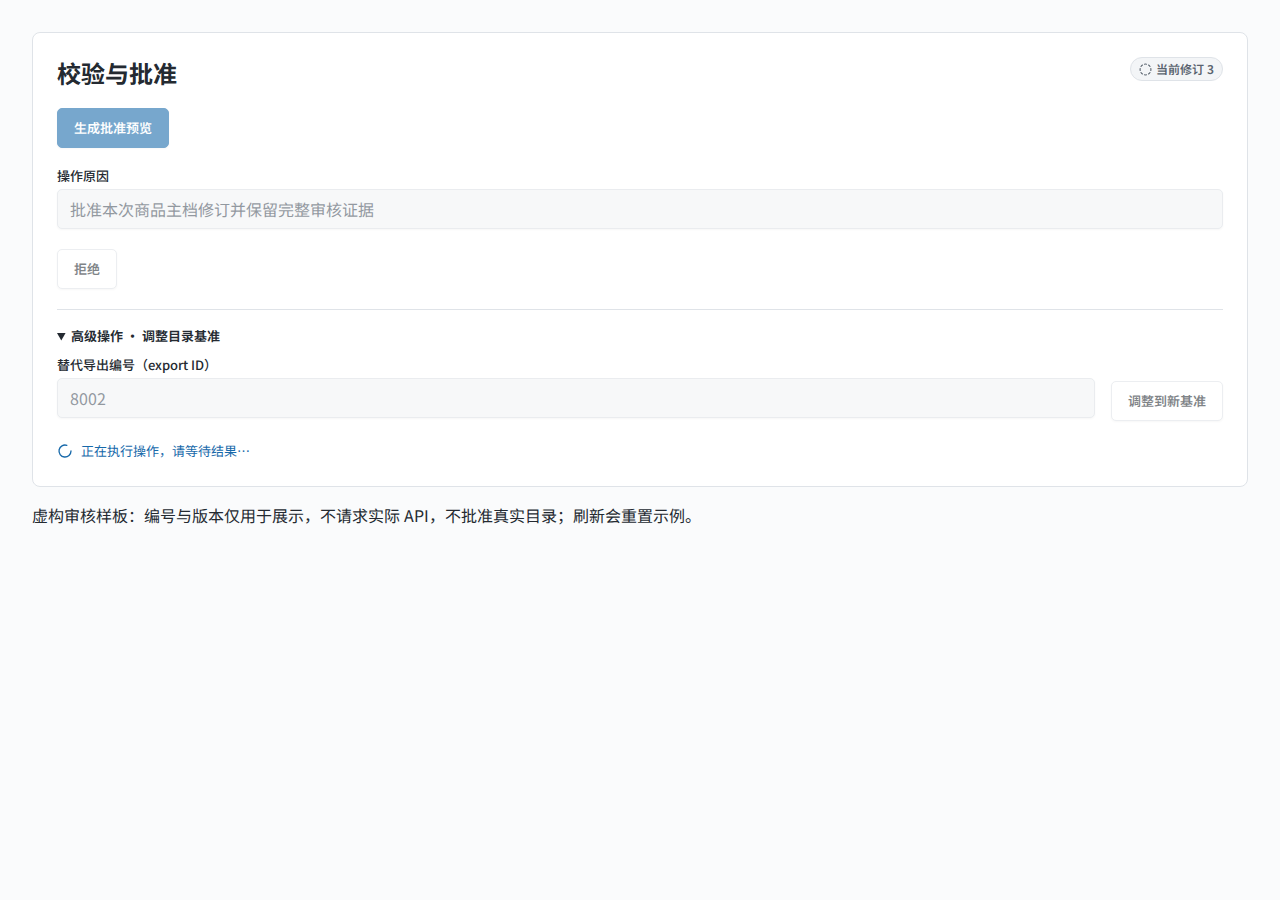 校验与批准
当前修订 3
生成批准预览
操作原因
批准本次商品主档修订并保留完整审核证据
拒绝
高级操作 · 调整目录基准
替代导出编号（export ID）
8002
调整到新基准
正在执行操作，请等待结果…
虚构审核样板：编号与版本仅用于展示，不请求实际 API，不批准真实目录；刷新会重置示例。